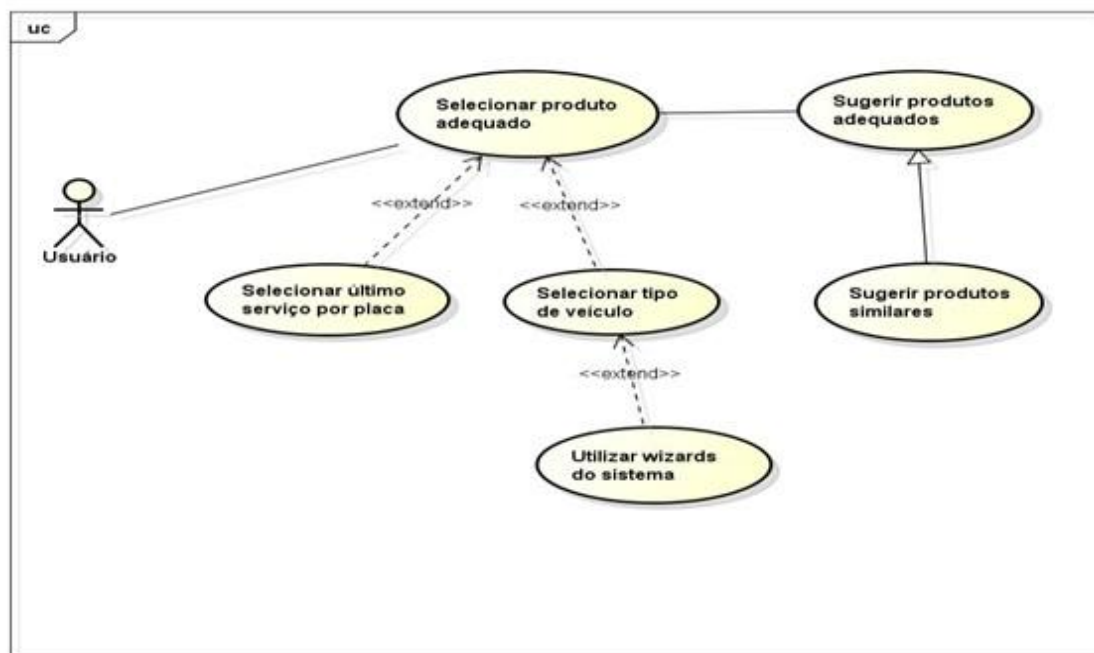 uc
Selecionar produto
adequado
Sugerir produtos
adequados
<<extend>>
<<extend>>
Usuário
Selecionar último
serviço por placa
Selecionar tipo
de veículo
Sugerir produtos
similares
<<extend>>
Utilizar wizards
do sistema